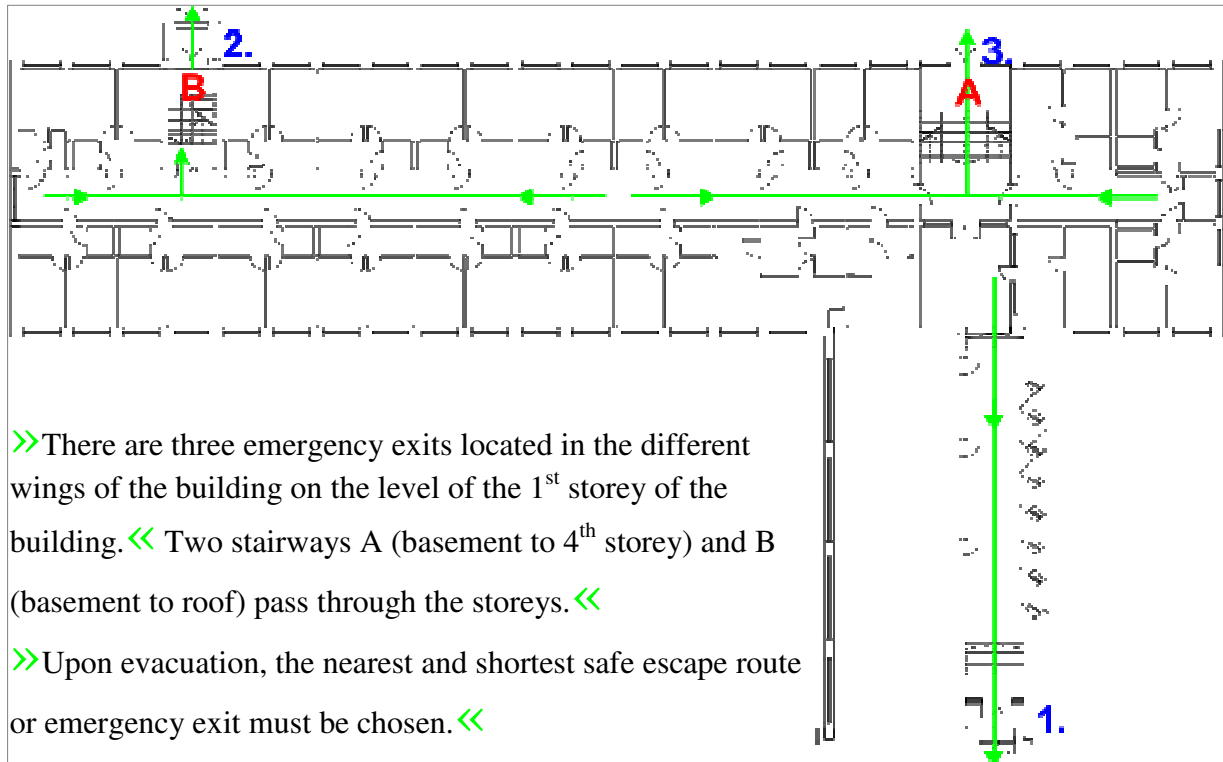 2.
3.
B
A
»There are three emergency exits located in the different
wings of the building on the level of the 1st storey of the
building.« Two stairways A (basement to 4th storey) and B
(basement to roof) pass through the storeys.«
»Upon evacuation, the nearest and shortest safe escape route
or emergency exit must be chosen.«
1.